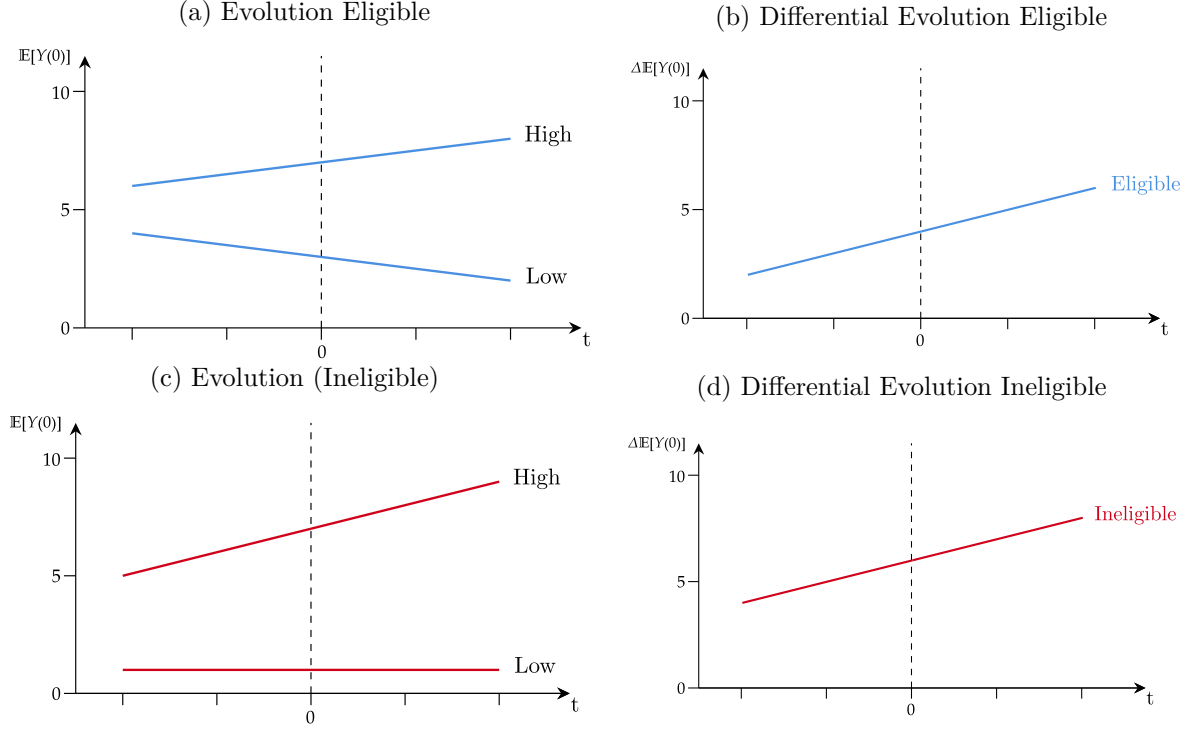 (a) Evolution Eligible
𝔼[Y(0)]
10
5
0
High
Low
0
t
(b) Differential Evolution Eligible
Δ𝔼[Y(0)]
10
5
0
Eligible
0
t
(c) Evolution (Ineligible)
𝔼[Y(0)]
10
5
0
High
Low
0
t
(d) Differential Evolution Ineligible
Δ𝔼[Y(0)]
10
5
0
Ineligible
0
t